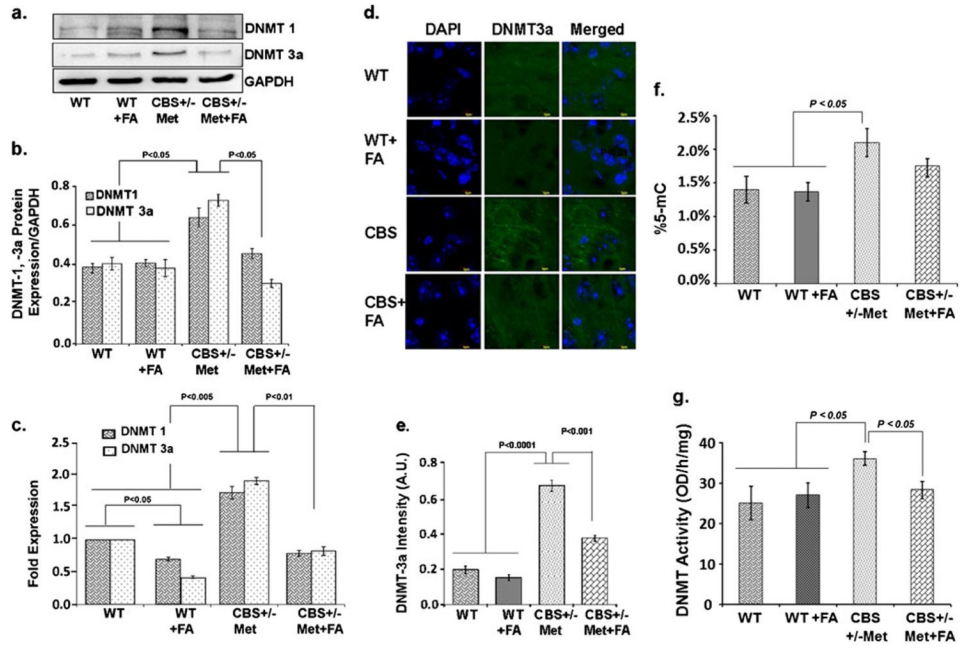 a.
DNMT 1
DNMT 3a
GAPDH
WT WT CBS+/- CBS+/-
+FA Met Met+FA
b.
P<0.05 P<0.05
DNMT1
DNMT 3a
DNMT-1, -3a Protein
Expression/GAPDH
0.8
0.6
0.4
0.2
0.0
WT WT CBS+/- CBS+/-
+FA Met Met+FA
c.
P<0.005 P<0.01
DNMT 1
DNMT 3a
P<0.05
Fold Expression
2.5
2.0
1.5
1.0
0.5
0.0
WT WT CBS+/- CBS+/-
+FA Met Met+FA
d.
DAPI DNMT3a Merged
WT
WT+
FA
CBS
CBS+
FA
e.
P<0.001
P<0.0001
DNMT-3a Intensity (A.U.)
0.8
0.6
0.4
0.2
0.0
WT WT CBS+/- CBS+/-
+FA Met Met+FA
f.
P < 0.05
%5-mC
2.5%
2.0%
1.5%
1.0%
0.5%
0.0%
WT WT +FA CBS CBS+/-
+/-Met Met+FA
g.
P < 0.05 P < 0.05
DNMT Activity (OD/h/mg)
40
30
20
10
0
WT WT +FA CBS CBS+/-
+/-Met Met+FA